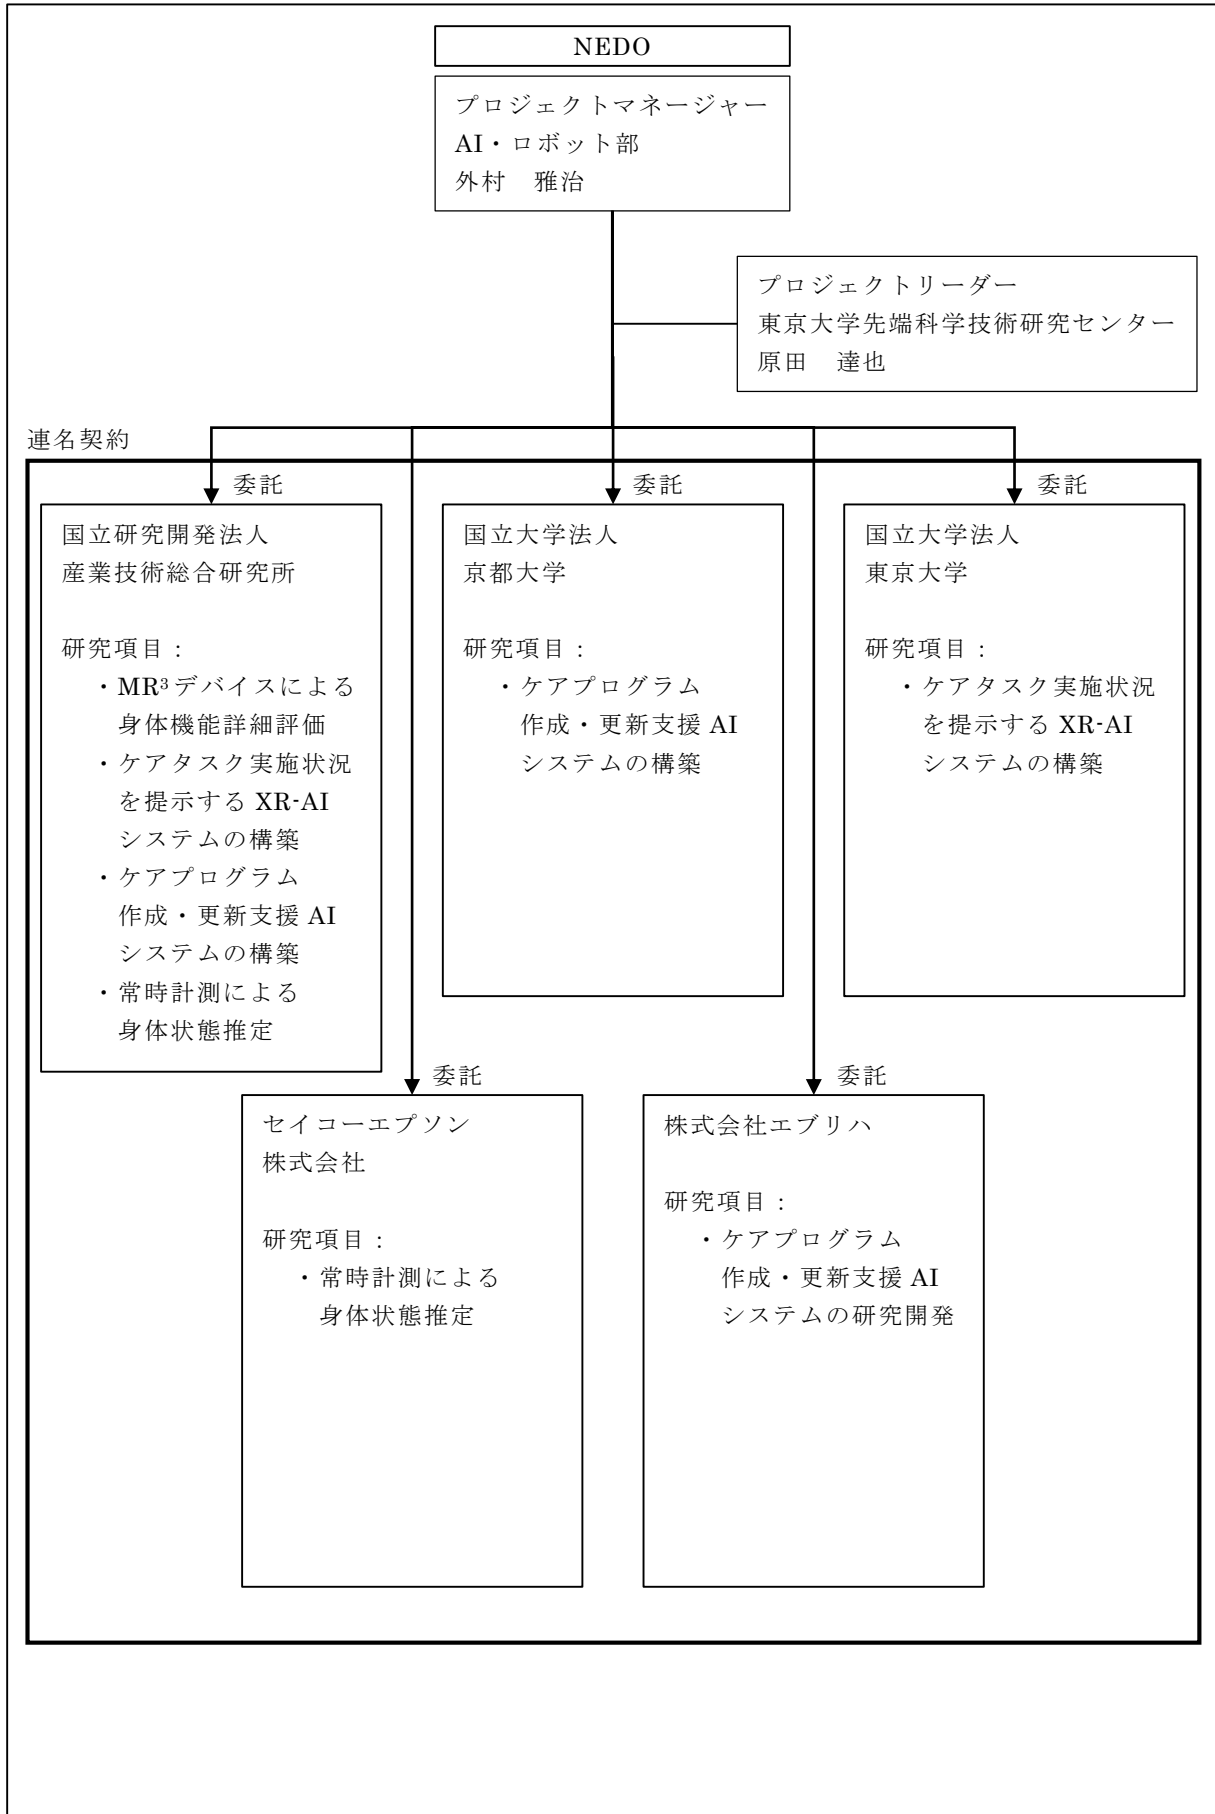 NEDO
プロジェクトマネージャー
AI・ロボット部
外村　雅治
プロジェクトリーダー
東京大学先端科学技術研究センター
原田　達也
連名契約
委託
国立研究開発法人
産業技術総合研究所
研究項目：
・MR³デバイスによる
身体機能詳細評価
・ケアタスク実施状況
を提示する XR-AI
システムの構築
・ケアプログラム
作成・更新支援 AI
システムの構築
・常時計測による
身体状態推定
委託
国立大学法人
京都大学
研究項目：
・ケアプログラム
作成・更新支援 AI
システムの構築
委託
国立大学法人
東京大学
研究項目：
・ケアタスク実施状況
を提示する XR-AI
システムの構築
委託
セイコーエプソン
株式会社
研究項目：
・常時計測による
身体状態推定
委託
株式会社エブリハ
研究項目：
・ケアプログラム
作成・更新支援 AI
システムの研究開発